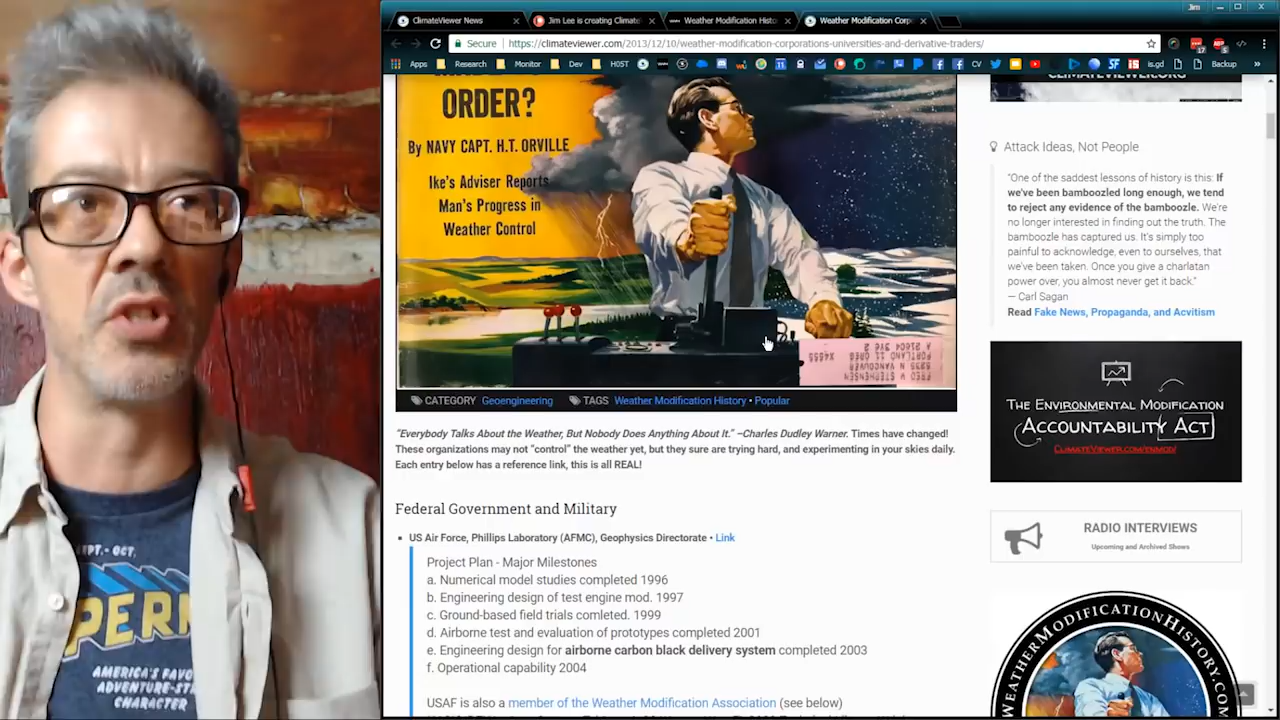 Jim
ClimateViewer News
Jim Lee is creating Climate
Weather Modification Histo
Weather Modification Corp
Secure
https://climateviewer.com/2013/12/10/weather-modification-corporations-universities-and-derivative-traders/
Apps
Research
Monitor
Dev
H05T
CV
is.gd
Backup
ORDER?
By NAVY CAPT. H.T. ORVILLE
Ike's Adviser Reports
Man's Progress in
Weather Control
CATEGORY Geoengineering TAGS Weather Modification History • Popular
“Everybody Talks About the Weather, But Nobody Does Anything About It.” –Charles Dudley Warner. Times have changed!
These organizations may not “control” the weather yet, but they sure are trying hard, and experimenting in your skies daily.
Each entry below has a reference link, this is all REAL!
Federal Government and Military
US Air Force, Phillips Laboratory (AFMC), Geophysics Directorate • Link
Project Plan - Major Milestones
a. Numerical model studies completed 1996
b. Engineering design of test engine mod. 1997
c. Ground-based field trials comleted. 1999
d. Airborne test and evaluation of prototypes completed 2001
e. Engineering design for airborne carbon black delivery system completed 2003
f. Operational capability 2004
USAF is also a member of the Weather Modification Association (see below)
CLIMATEVIEWER.ORG
Attack Ideas, Not People
“One of the saddest lessons of history is this: If
we've been bamboozled long enough, we tend
to reject any evidence of the bamboozle. We're
no longer interested in finding out the truth. The
bamboozle has captured us. It's simply too
painful to acknowledge, even to ourselves, that
we've been taken. Once you give a charlatan
power over, you almost never get it back.”
— Carl Sagan
Read Fake News, Propaganda, and Acvitism
The Environmental Modification
Accountability Act
ClimateViewer.com/enmod/
RADIO INTERVIEWS
Upcoming and Archived Shows
WEATHERMODIFICATIONHISTORY.COM
AMERICA'S FAVO
ADVENTURE-ST
CHARACTER